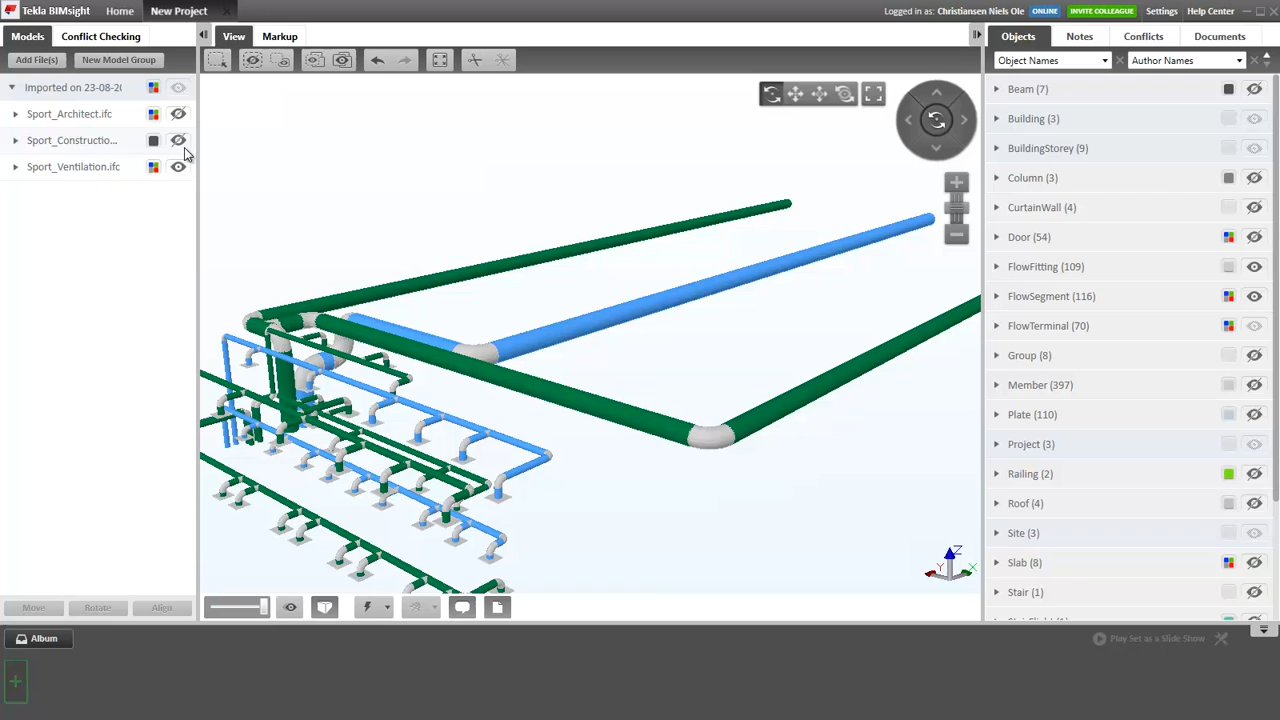 Tekla BIMsight Home New Project Logged in as: Christiansen Niels Ole ONLINE INVITE COLLEAGUE Settings Help Center
Models Conflict Checking View Markup Objects Notes Conflicts Documents
Add File(s) New Model Group Object Names Author Names
Imported on 23-08-20
Sport_Architect.ifc
Sport_Constructio...
Sport_Ventilation.ifc
Beam (7)
Building (3)
BuildingStorey (9)
Column (3)
CurtainWall (4)
Door (54)
FlowFitting (109)
FlowSegment (116)
FlowTerminal (70)
Group (8)
Member (397)
Plate (110)
Project (3)
Railing (2)
Roof (4)
Site (3)
Slab (8)
Stair (1)
Z
Y X
Move Rotate Align
Album Play Set as a Slide Show